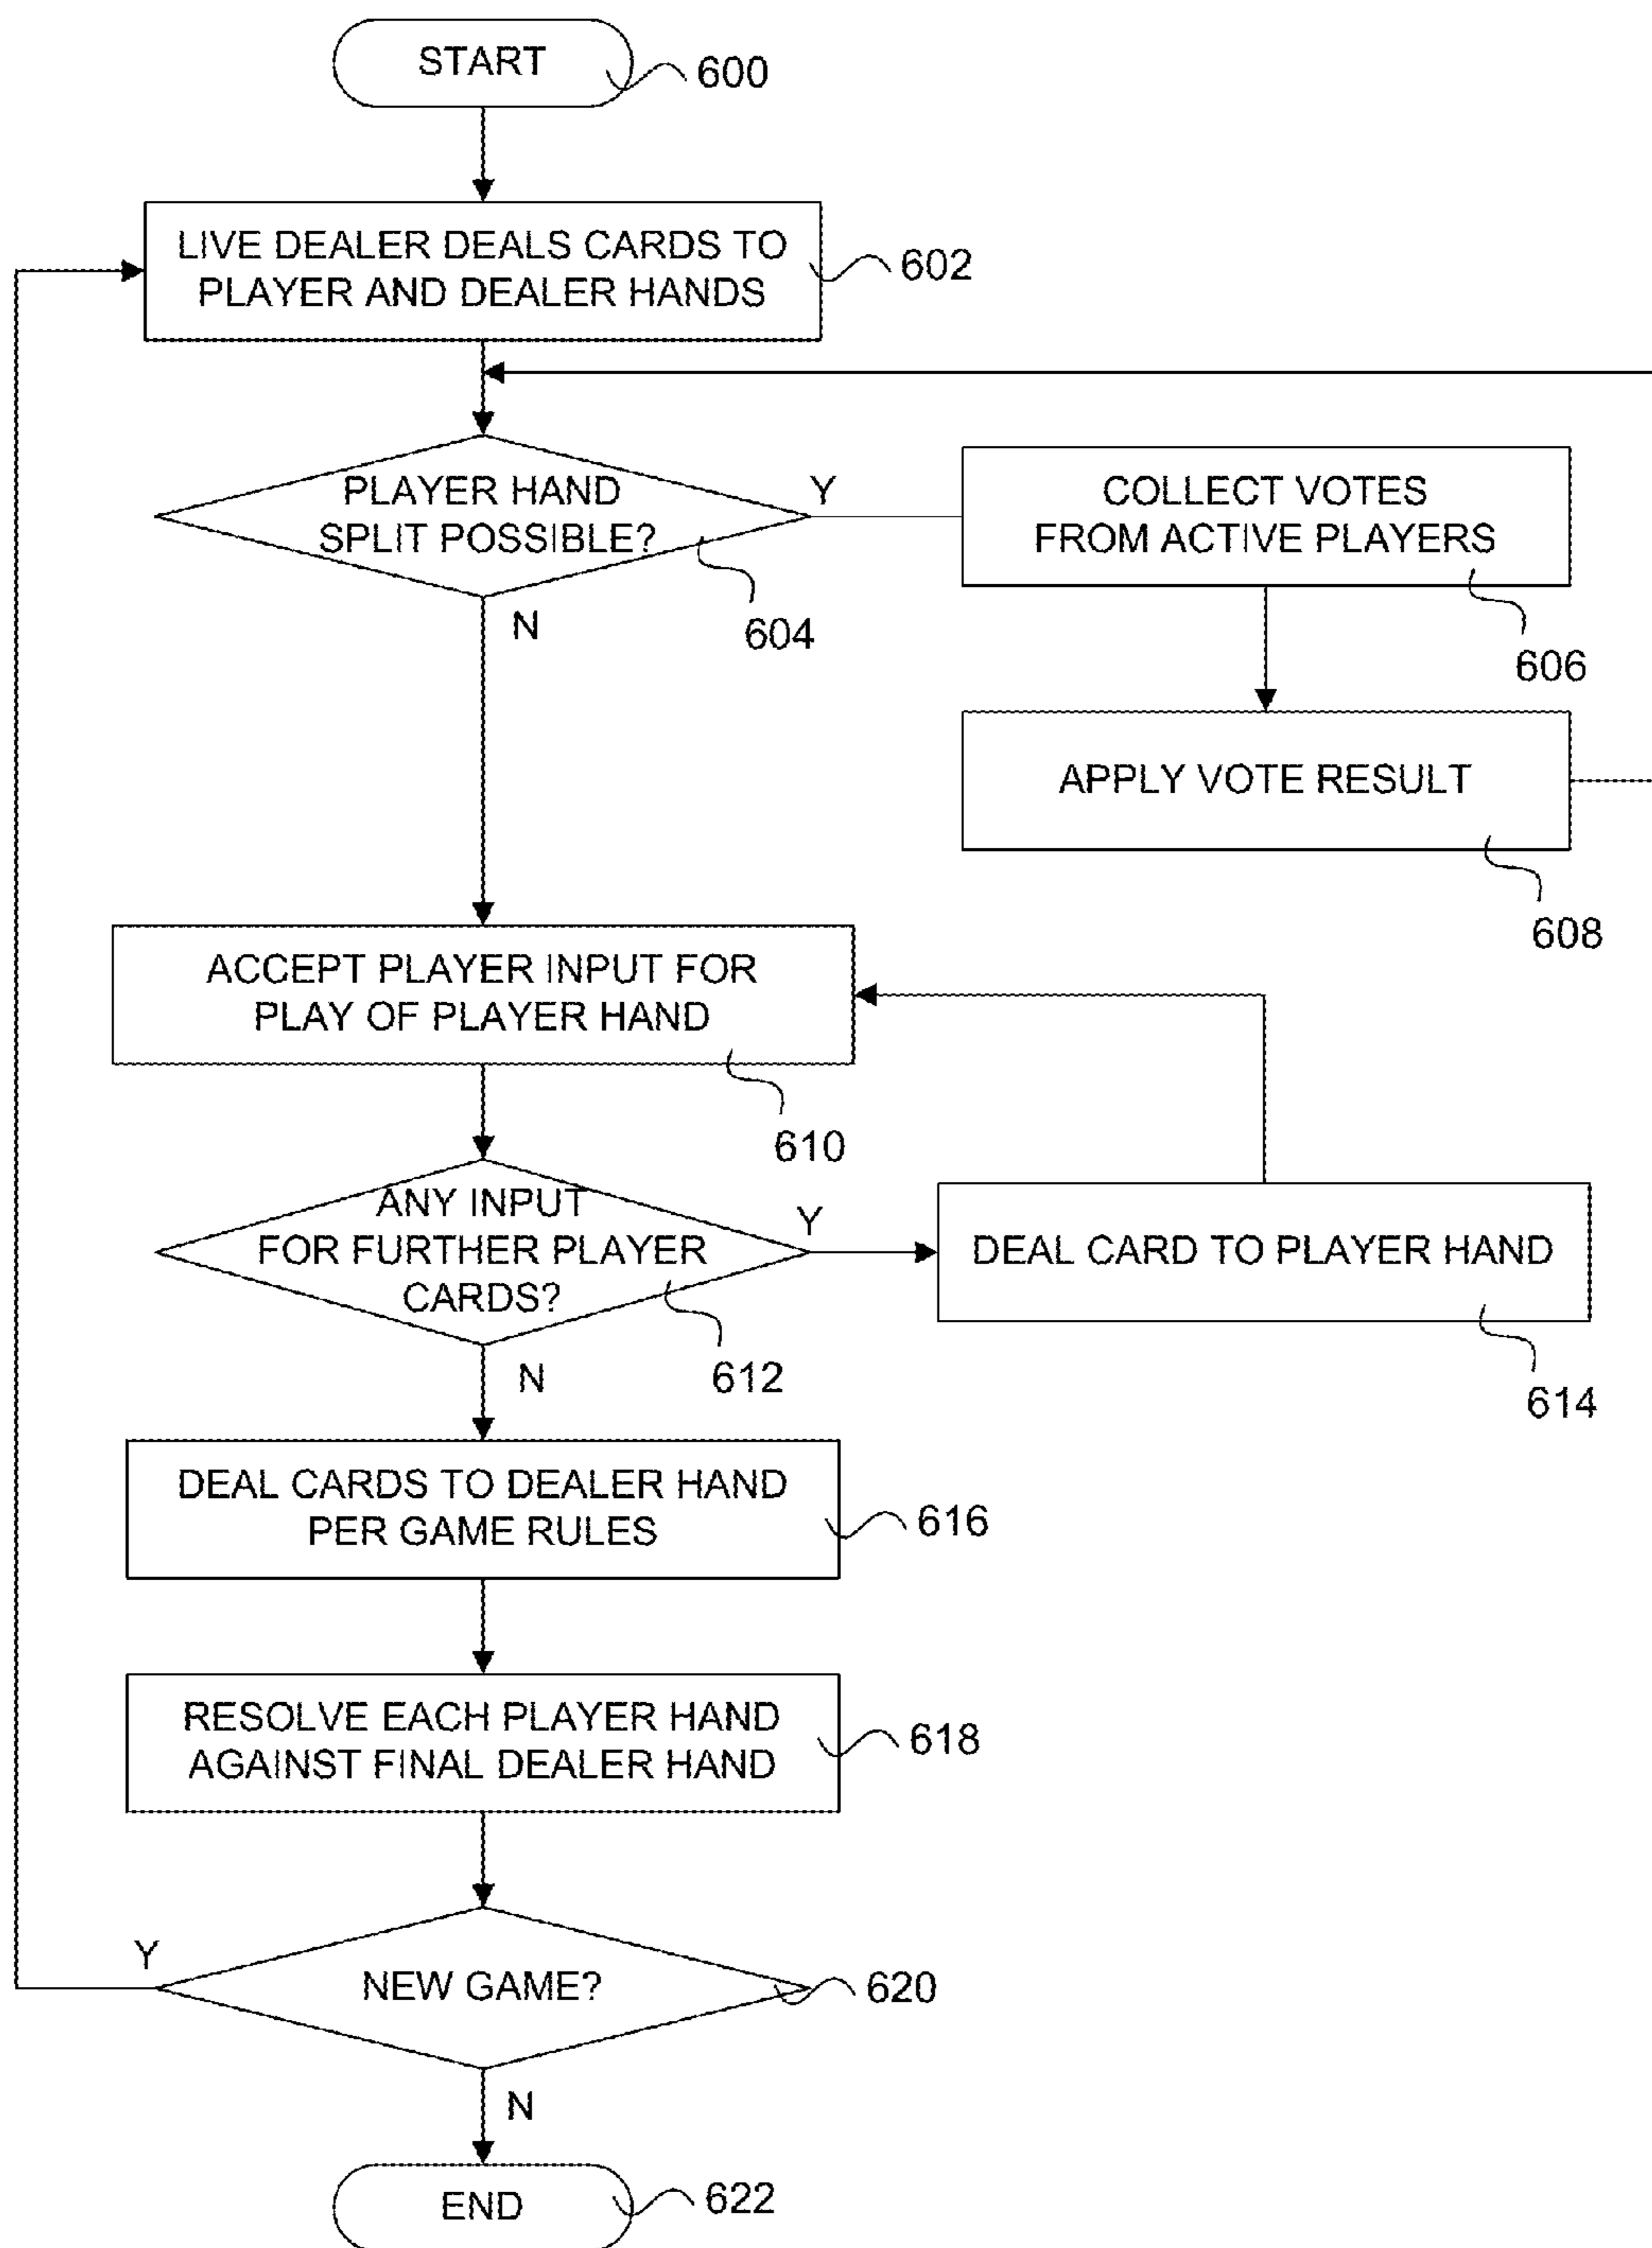 START
600
LIVE DEALER DEALS CARDS TO
PLAYER AND DEALER HANDS
602
PLAYER HAND
SPLIT POSSIBLE?
Y
604
N
COLLECT VOTES
FROM ACTIVE PLAYERS
606
APPLY VOTE RESULT
608
ACCEPT PLAYER INPUT FOR
PLAY OF PLAYER HAND
610
ANY INPUT
FOR FURTHER PLAYER
CARDS?
Y
612
N
DEAL CARD TO PLAYER HAND
614
DEAL CARDS TO DEALER HAND
PER GAME RULES
616
RESOLVE EACH PLAYER HAND
AGAINST FINAL DEALER HAND
618
Y
NEW GAME?
620
N
END
622